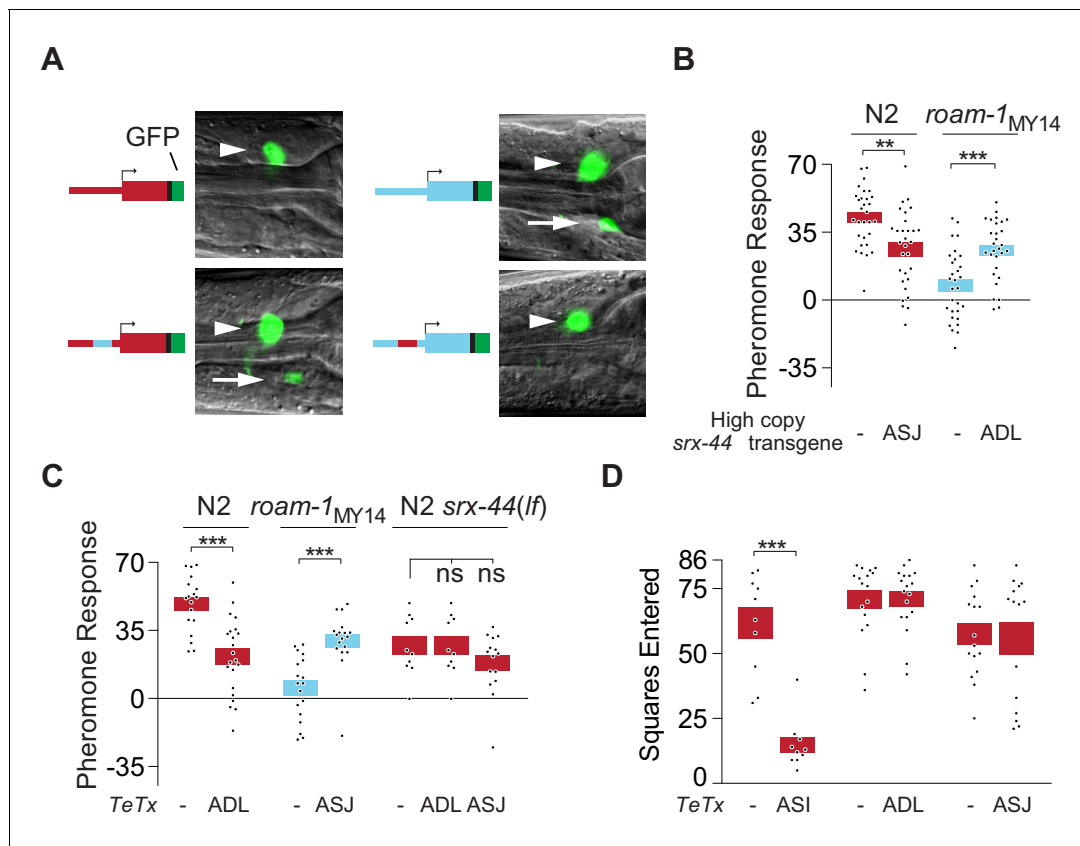 A
GFP
B
N2 roam-1MY14
** ***
70
35
0
-35
Pheromone Response
High copy
srx-44 transgene
- ASJ - ADL
C
N2 roam-1MY14 N2 srx-44(lf)
*** *** ns ns
70
35
0
-35
Pheromone Response
TeTx - ADL - ASJ - ADL ASJ
D
***
86
76
50
25
0
Squares Entered
TeTx - ASI - ADL - ASJ